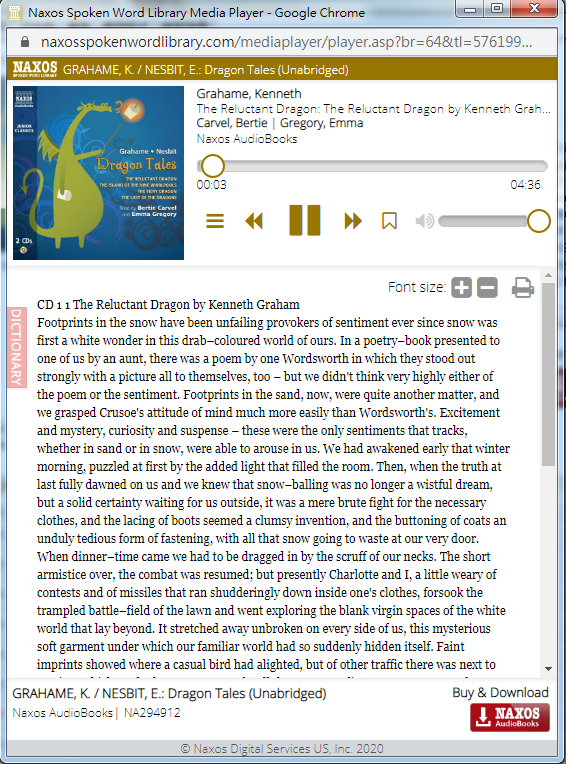 Naxos Spoken Word Library Media Player - Google Chrome
naxosspokenwordlibrary.com/mediaplayer/player.asp?br=64&tl=576199...
NAXOS
SPOKEN WORD LIBRARY
GRAHAME, K. / NESBIT, E.: Dragon Tales (Unabridged)
NAXOS
JUNIOR
CLASSICS
Grahame • Nesbit
Dragon Tales
THE RELUCTANT DRAGON
THE ISLAND OF THE NINE WHIRLPOOLS
THE FIERY DRAGON
THE LAST OF THE DRAGONS
Read by Bertie Carvel
and Emma Gregory
2 CDs
Grahame, Kenneth
The Reluctant Dragon: The Reluctant Dragon by Kenneth Grah...
Carvel, Bertie | Gregory, Emma
Naxos AudioBooks
00:03
04:36
Font size:
DICTIONARY
CD 1 1 The Reluctant Dragon by Kenneth Graham
Footprints in the snow have been unfailing provokers of sentiment ever since snow was
first a white wonder in this drab–coloured world of ours. In a poetry–book presented to
one of us by an aunt, there was a poem by one Wordsworth in which they stood out
strongly with a picture all to themselves, too – but we didn't think very highly either of
the poem or the sentiment. Footprints in the sand, now, were quite another matter, and
we grasped Crusoe's attitude of mind much more easily than Wordsworth's. Excitement
and mystery, curiosity and suspense – these were the only sentiments that tracks,
whether in sand or in snow, were able to arouse in us. We had awakened early that winter
morning, puzzled at first by the added light that filled the room. Then, when the truth at
last fully dawned on us and we knew that snow–balling was no longer a wistful dream,
but a solid certainty waiting for us outside, it was a mere brute fight for the necessary
clothes, and the lacing of boots seemed a clumsy invention, and the buttoning of coats an
unduly tedious form of fastening, with all that snow going to waste at our very door.
When dinner–time came we had to be dragged in by the scruff of our necks. The short
armistice over, the combat was resumed; but presently Charlotte and I, a little weary of
contests and of missiles that ran shudderingly down inside one's clothes, forsook the
trampled battle–field of the lawn and went exploring the blank virgin spaces of the white
world that lay beyond. It stretched away unbroken on every side of us, this mysterious
soft garment under which our familiar world had so suddenly hidden itself. Faint
imprints showed where a casual bird had alighted, but of other traffic there was next to
GRAHAME, K. / NESBIT, E.: Dragon Tales (Unabridged)
Naxos AudioBooks| NA294912
Buy & Download
NAXOS
AudioBooks
© Naxos Digital Services US, Inc. 2020